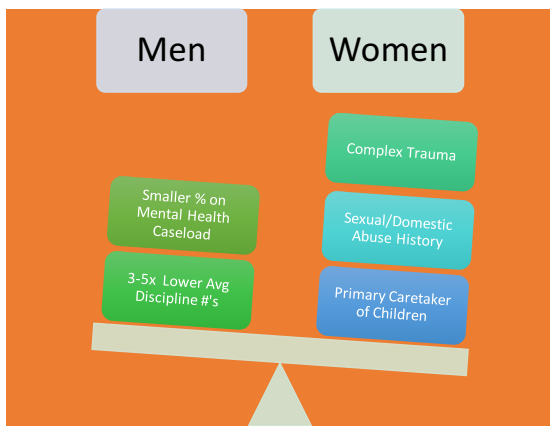 Men
Women
Complex Trauma
Smaller % on
Mental Health
Caseload
Sexual/Domestic
Abuse History
3-5x Lower Avg
Discipline #'s
Primary Caretaker
of Children